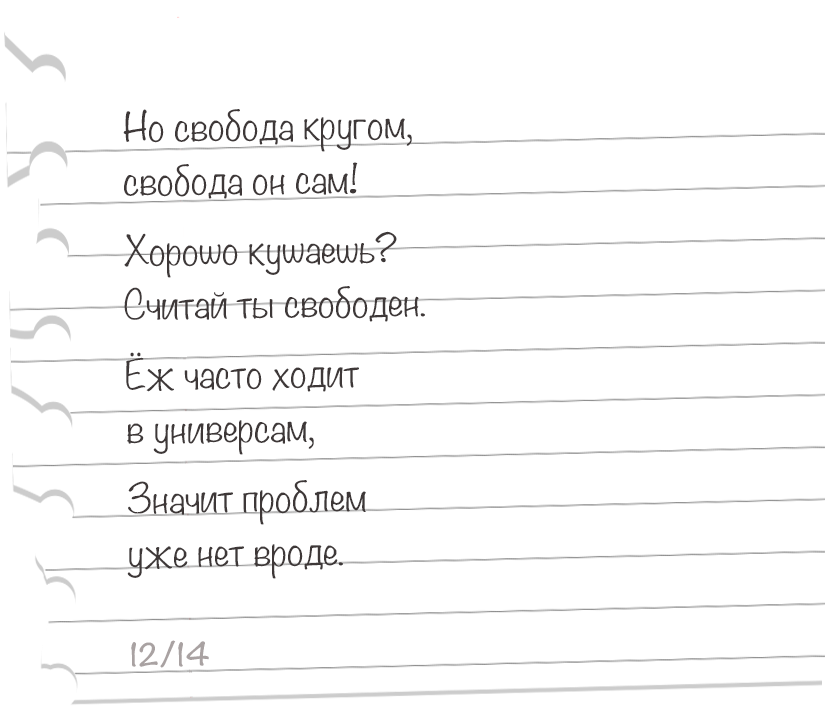 Но свобода кругом,
свобода он сам!
Хорошо кушаешь?
Считай ты свободен.
Ёж часто ходит
в универсам,
Значит проблем
уже нет вроде.
12/14